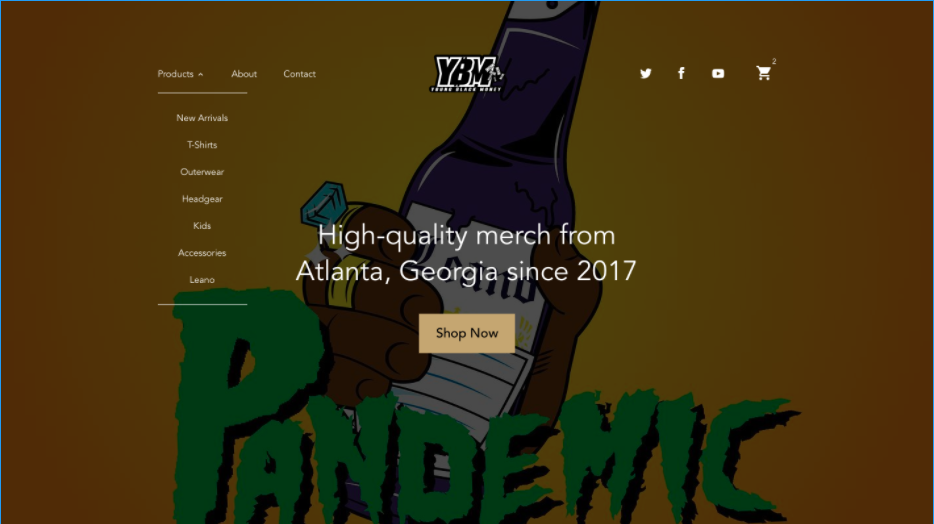 Products
About
Contact
YBM
YOUNG BLACK MONEY
2
New Arrivals
T-Shirts
Outerwear
Headgear
Kids
Accessories
Leano
High-quality merch from
Atlanta, Georgia since 2017
Shop Now
PANDEMIC